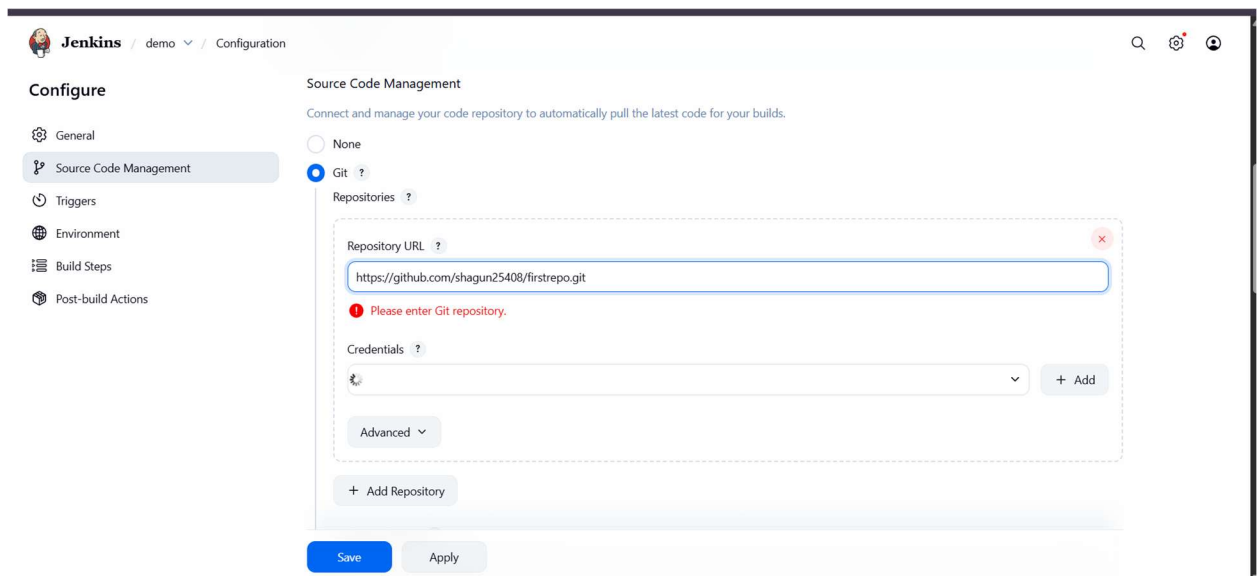 Jenkins / demo / Configuration
Configure
General
Source Code Management
Triggers
Environment
Build Steps
Post-build Actions
Source Code Management
Connect and manage your code repository to automatically pull the latest code for your builds.
None
Git ?
Repositories ?
Repository URL ?
https://github.com/shagun25408/firstrepo.git
Please enter Git repository.
Credentials ?
+ Add
Advanced
+ Add Repository
Save Apply